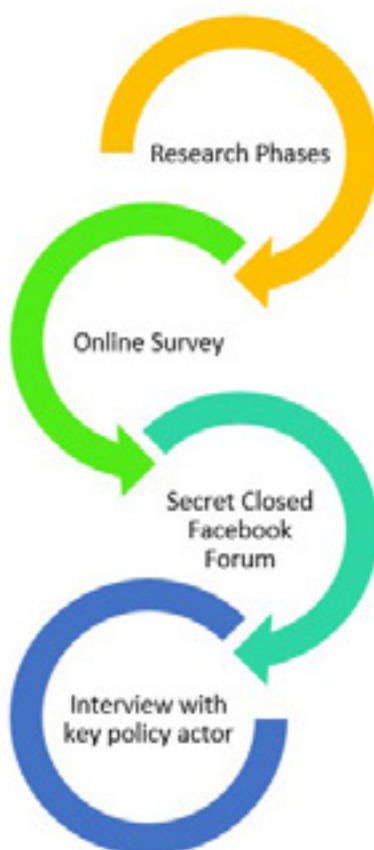 Research Phases
Online Survey
Secret Closed
Facebook
Forum
Interview with
key policy actor